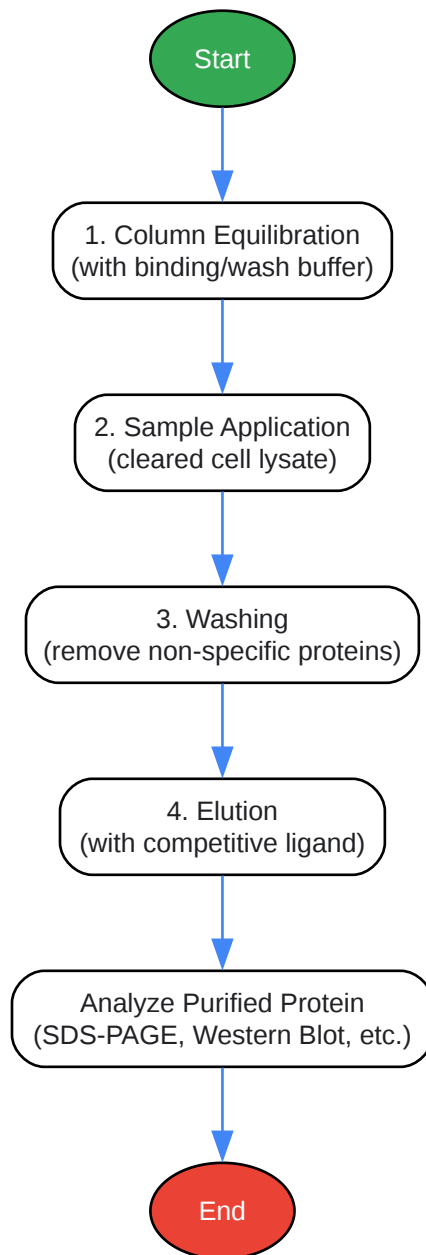 Start
1. Column Equilibration
(with binding/wash buffer)
2. Sample Application
(cleared cell lysate)
3. Washing
(remove non-specific proteins)
4. Elution
(with competitive ligand)
Analyze Purified Protein
(SDS-PAGE, Western Blot, etc.)
End